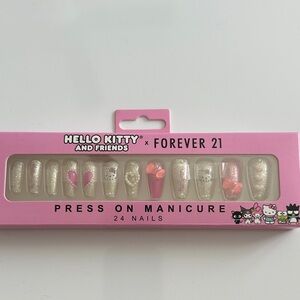 HELLO KITTY®
AND FRIENDS
x FOREVER 21
PRESS ON MANICURE
24 NAILS